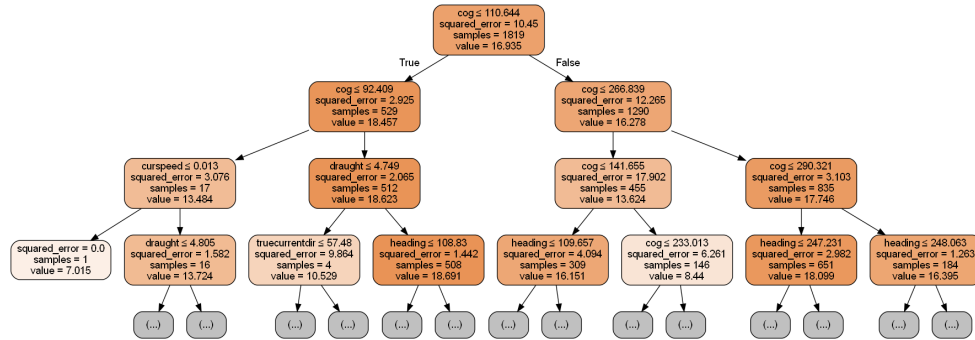 cog ≤ 110.644
squared_error = 10.45
samples = 1819
value = 16.935
True
False
cog ≤ 92.409
squared_error = 2.925
samples = 529
value = 18.457
cog ≤ 266.839
squared_error = 12.265
samples = 1290
value = 16.278
curspeed ≤ 0.013
squared_error = 3.076
samples = 17
value = 13.484
draught ≤ 4.749
squared_error = 2.065
samples = 512
value = 18.623
cog ≤ 141.655
squared_error = 17.902
samples = 455
value = 13.624
cog ≤ 290.321
squared_error = 3.103
samples = 835
value = 17.746
squared_error = 0.0
samples = 1
value = 7.015
draught ≤ 4.805
squared_error = 1.582
samples = 16
value = 13.724
truecurrentdir ≤ 57.48
squared_error = 9.864
samples = 4
value = 10.529
heading ≤ 108.83
squared_error = 1.442
samples = 508
value = 18.691
heading ≤ 109.657
squared_error = 4.094
samples = 309
value = 16.151
cog ≤ 233.013
squared_error = 6.261
samples = 146
value = 8.44
heading ≤ 247.231
squared_error = 2.982
samples = 651
value = 18.099
heading ≤ 248.063
squared_error = 1.263
samples = 184
value = 16.395
(...)
(...)
(...)
(...)
(...)
(...)
(...)
(...)
(...)
(...)
(...)
(...)
(...)
(...)